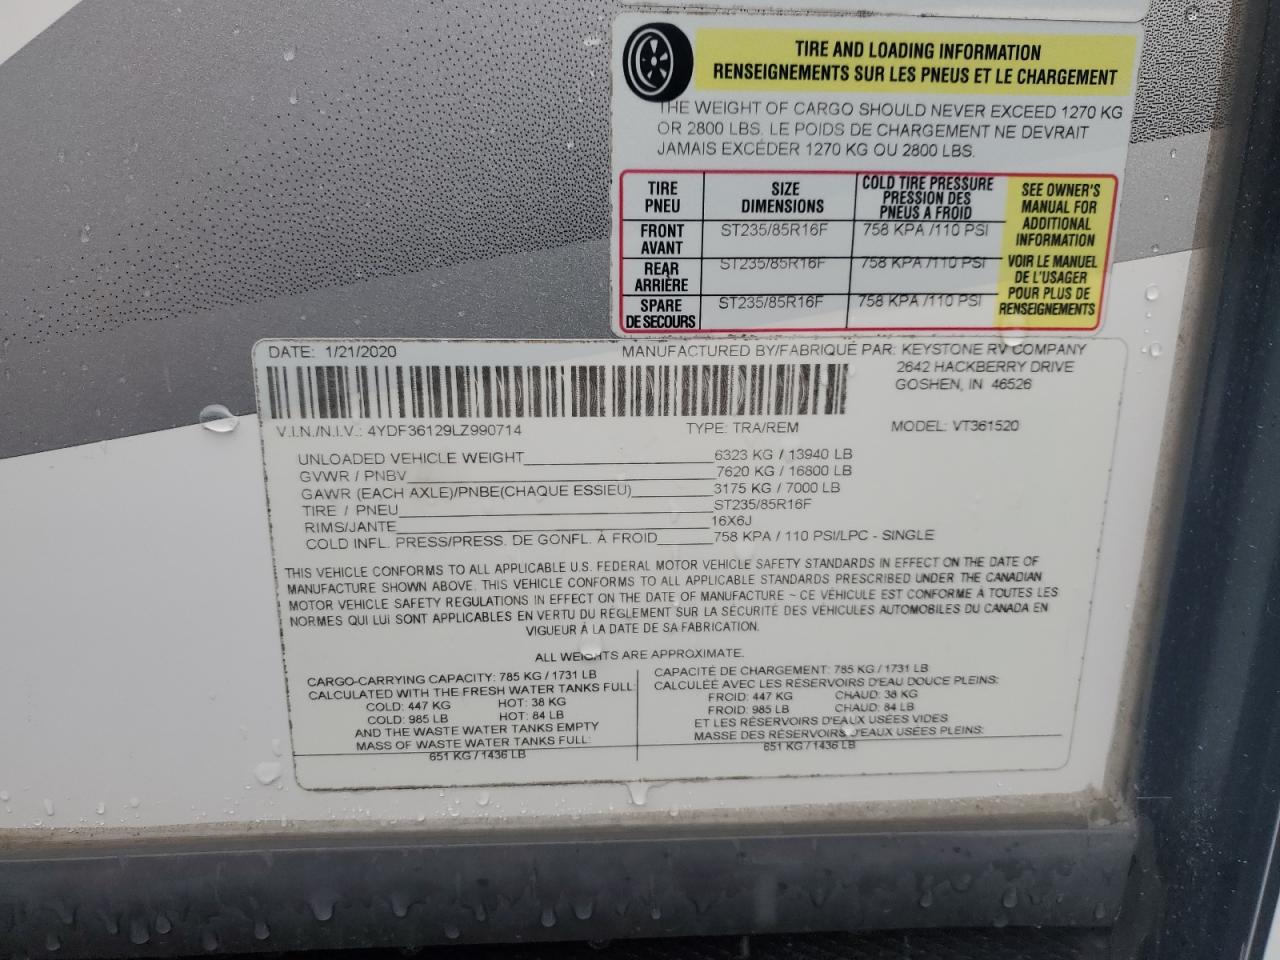 TIRE AND LOADING INFORMATION
RENSEIGNEMENTS SUR LES PNEUS ET LE CHARGEMENT
THE WEIGHT OF CARGO SHOULD NEVER EXCEED 1270 KG
OR 2800 LBS. LE POIDS DE CHARGEMENT NE DEVRAIT
JAMAIS EXCÉDER 1270 KG OU 2800 LBS.
TIRE PNEU SIZE DIMENSIONS COLD TIRE PRESSURE PRESSION DES PNEUS A FROID
FRONT AVANT ST235/85R16F 758 KPA /110 PSI
REAR ARRIÈRE ST235/85R16F 758 KPA /110 PSI
SPARE DE SECOURS ST235/85R16F 758 KPA /110 PSI
SEE OWNER'S
MANUAL FOR
ADDITIONAL
INFORMATION
VOIR LE MANUEL
DE L'USAGER
POUR PLUS DE
RENSEIGNEMENTS
DATE: 1/21/2020 MANUFACTURED BY/FABRIQUÉ PAR: KEYSTONE RV COMPANY
2642 HACKBERRY DRIVE
GOSHEN, IN 46526
V.I.N./N.I.V.: 4YDF36129LZ990714 TYPE: TRA/REM MODEL: VT361520
UNLOADED VEHICLE WEIGHT 6323 KG / 13940 LB
GVWR / PNBV 7620 KG / 16800 LB
GAWR (EACH AXLE)/PNBE(CHAQUE ESSIEU) 3175 KG / 7000 LB
TIRE / PNEU ST235/85R16F
RIMS/JANTE 16X6J
COLD INFL. PRESS/PRESS. DE GONFL. À FROID 758 KPA / 110 PSI/LPC - SINGLE
THIS VEHICLE CONFORMS TO ALL APPLICABLE U.S. FEDERAL MOTOR VEHICLE SAFETY STANDARDS IN EFFECT ON THE DATE OF
MANUFACTURE SHOWN ABOVE. THIS VEHICLE CONFORMS TO ALL APPLICABLE STANDARDS PRESCRIBED UNDER THE CANADIAN
MOTOR VEHICLE SAFETY REGULATIONS IN EFFECT ON THE DATE OF MANUFACTURE ~ CE VÉHICULE EST CONFORME À TOUTES LES
NORMES QUI LUI SONT APPLICABLES EN VERTU DU RÈGLEMENT SUR LA SÉCURITÉ DES VÉHICULES AUTOMOBILES DU CANADA EN
VIGUEUR À LA DATE DE SA FABRICATION.
ALL WEIGHTS ARE APPROXIMATE.
CARGO-CARRYING CAPACITY: 785 KG / 1731 LB
CALCULATED WITH THE FRESH WATER TANKS FULL:
COLD: 447 KG HOT: 38 KG
COLD: 985 LB HOT: 84 LB
AND THE WASTE WATER TANKS EMPTY
MASS OF WASTE WATER TANKS FULL:
651 KG / 1436 LB
CAPACITÉ DE CHARGEMENT: 785 KG / 1731 LB
CALCULÉE AVEC LES RÉSERVOIRS D'EAU DOUCE PLEINS:
FROID: 447 KG CHAUD: 38 KG
FROID: 985 LB CHAUD: 84 LB
ET LES RÉSERVOIRS D'EAUX USÉES VIDES
MASSE DES RÉSERVOIRS D'EAUX USÉES PLEINS:
651 KG / 1436 LB